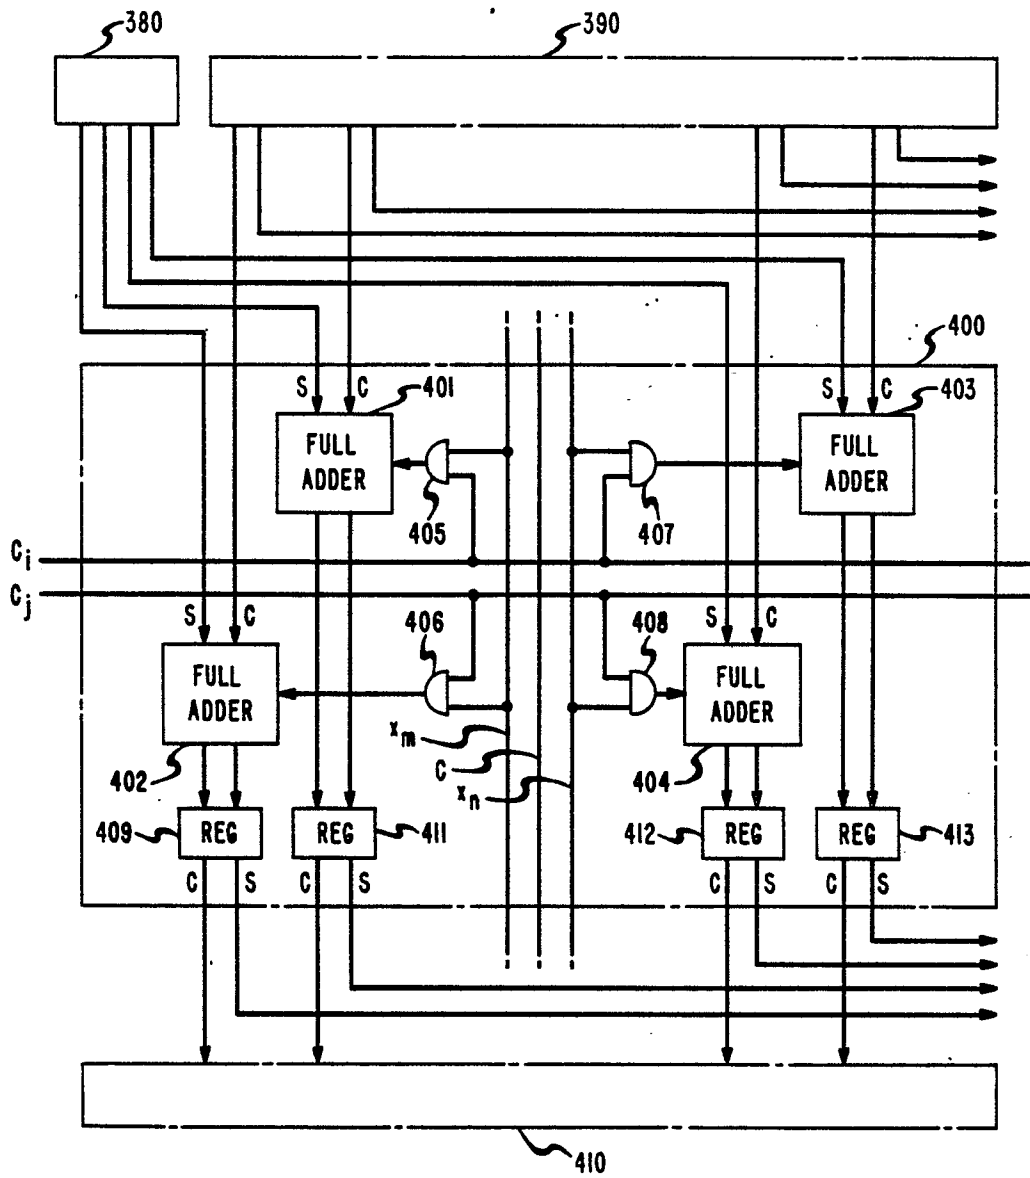 380
390
400
S C 401
S C 403
FULL ADDER
FULL ADDER
405
407
Ci
Cj
S C
406
408
S C
FULL ADDER
FULL ADDER
xm
C
xn
402
404
409 REG
REG 411
412 REG
REG 413
C S
C S
C S
C S
410